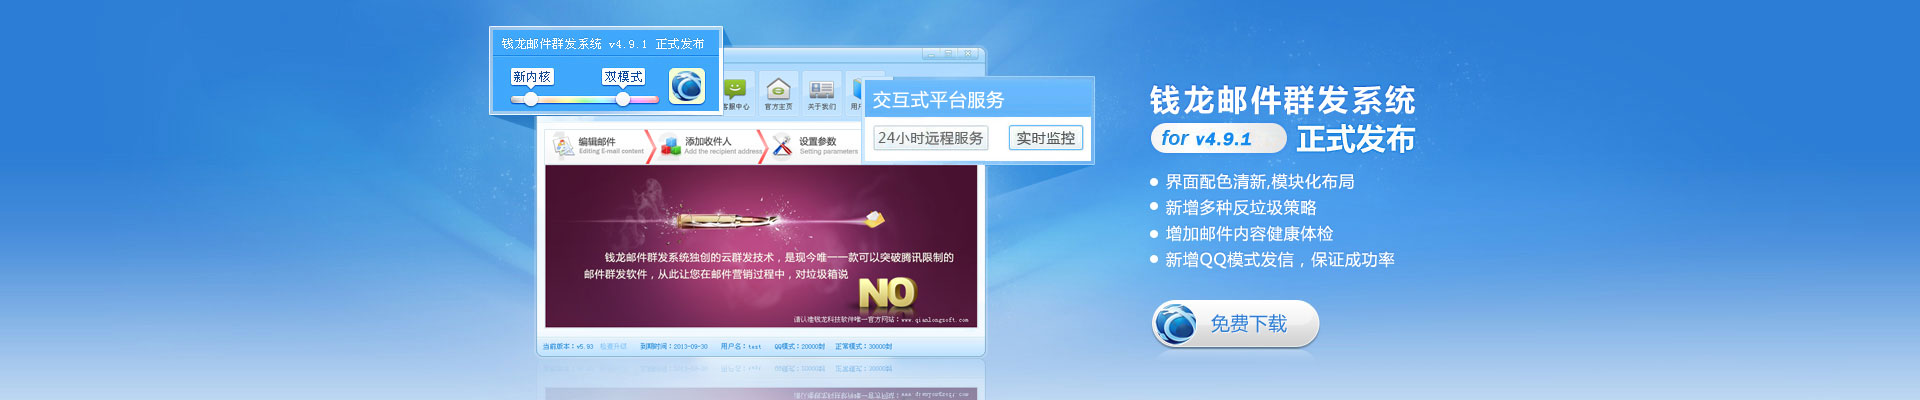 钱龙邮件群发系统 v4.9.1 正式发布
新内核
双模式
客服中心
官方主页
关于我们
用户
交互式平台服务
24小时远程服务
实时监控
编辑邮件
Editing E-mail content
添加收件人
Add the recipient address
设置参数
Setting parameters
钱龙邮件群发系统独创的云群发技术，是现今唯一一款可以突破腾讯限制的
邮件群发软件，从此让您在邮件营销过程中，对垃圾箱说
NO
请认准钱龙科技软件唯一官方网站：www.qianlongsoft.com
当前版本：v5.93 检查升级 到期时间：2013-09-30 用户名：test QQ模式：20000封 正常模式：30000封
钱龙邮件群发系统
for v4.9.1 正式发布
界面配色清新,模块化布局
新增多种反垃圾策略
增加邮件内容健康体检
新增QQ模式发信，保证成功率
免费下载